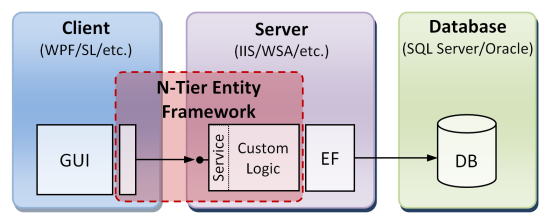 Client
(WPF/SL/etc.)
Server
(IIS/WSA/etc.)
Database
(SQL Server/Oracle)
N-Tier Entity
Framework
GUI
Service
Custom
Logic
EF
DB